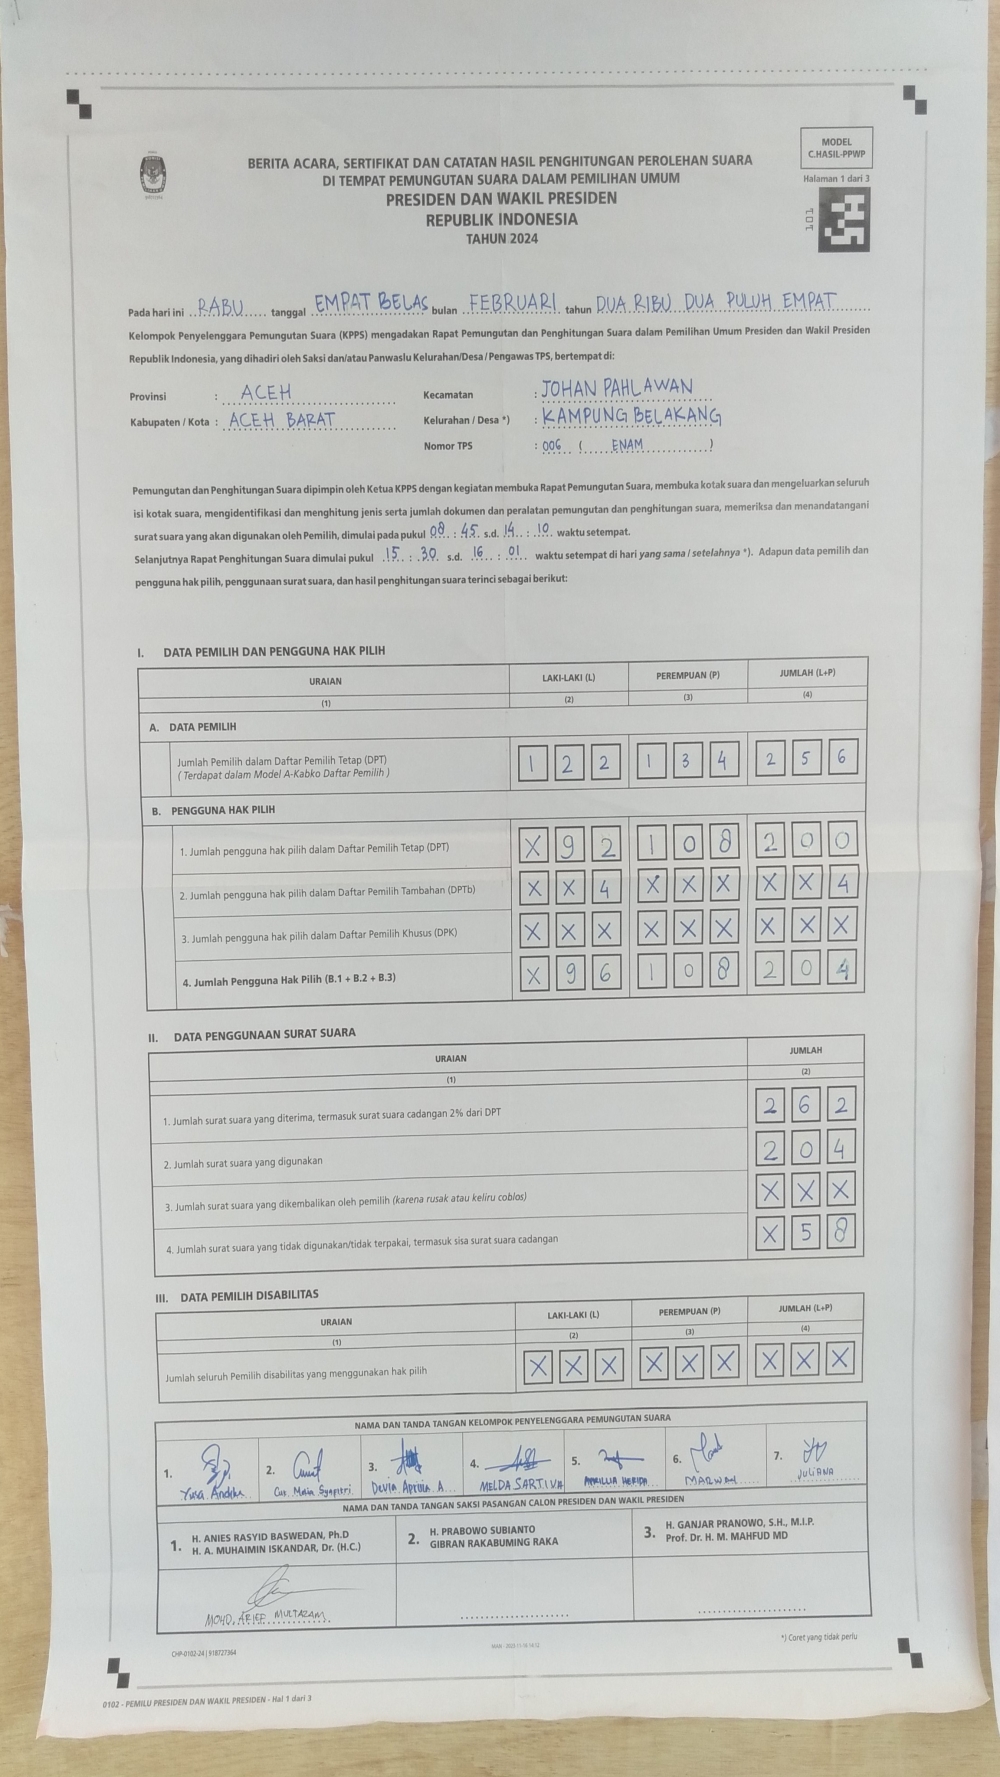 MODEL
C.HASIL-PPWP
Halaman 1 dari 3
101
BERITA ACARA, SERTIFIKAT DAN CATATAN HASIL PENGHITUNGAN PEROLEHAN SUARA
DI TEMPAT PEMUNGUTAN SUARA DALAM PEMILIHAN UMUM
PRESIDEN DAN WAKIL PRESIDEN
REPUBLIK INDONESIA
TAHUN 2024
Pada hari ini RABU tanggal EMPAT BELAS bulan FEBRUARI tahun DUA RIBU DUA PULUH EMPAT
Kelompok Penyelenggara Pemungutan Suara (KPPS) mengadakan Rapat Pemungutan dan Penghitungan Suara dalam Pemilihan Umum Presiden dan Wakil Presiden
Republik Indonesia, yang dihadiri oleh Saksi dan/atau Panwaslu Kelurahan/Desa / Pengawas TPS, bertempat di:
Provinsi : ACEH Kecamatan : JOHAN PAHLAWAN
Kabupaten / Kota : ACEH BARAT Kelurahan / Desa *) : KAMPUNG BELAKANG
Nomor TPS : 006 ( ENAM )
Pemungutan dan Penghitungan Suara dipimpin oleh Ketua KPPS dengan kegiatan membuka Rapat Pemungutan Suara, membuka kotak suara dan mengeluarkan seluruh
isi kotak suara, mengidentifikasi dan menghitung jenis serta jumlah dokumen dan peralatan pemungutan dan penghitungan suara, memeriksa dan menandatangani
surat suara yang akan digunakan oleh Pemilih, dimulai pada pukul 08 : 45 s.d. 14 : 10 waktu setempat.
Selanjutnya Rapat Penghitungan Suara dimulai pukul 15 : 30 s.d. 16 : 01 waktu setempat di hari yang sama / setelahnya *). Adapun data pemilih dan
pengguna hak pilih, penggunaan surat suara, dan hasil penghitungan suara terinci sebagai berikut:
I. DATA PEMILIH DAN PENGGUNA HAK PILIH
URAIAN LAKI-LAKI (L) PEREMPUAN (P) JUMLAH (L+P)
(1) (2) (3) (4)
A. DATA PEMILIH
Jumlah Pemilih dalam Daftar Pemilih Tetap (DPT) 1 2 2 1 3 4 2 5 6
( Terdapat dalam Model A-Kabko Daftar Pemilih )
B. PENGGUNA HAK PILIH
1. Jumlah pengguna hak pilih dalam Daftar Pemilih Tetap (DPT) X 9 2 1 0 8 2 0 0
2. Jumlah pengguna hak pilih dalam Daftar Pemilih Tambahan (DPTb) X X 4 X X X X X 4
3. Jumlah pengguna hak pilih dalam Daftar Pemilih Khusus (DPK) X X X X X X X X X
4. Jumlah Pengguna Hak Pilih (B.1 + B.2 + B.3) X 9 6 1 0 8 2 0 4
II. DATA PENGGUNAAN SURAT SUARA
URAIAN JUMLAH
(1) (2)
1. Jumlah surat suara yang diterima, termasuk surat suara cadangan 2% dari DPT 2 6 2
2. Jumlah surat suara yang digunakan 2 0 4
3. Jumlah surat suara yang dikembalikan oleh pemilih (karena rusak atau keliru coblos) X X X
4. Jumlah surat suara yang tidak digunakan/tidak terpakai, termasuk sisa surat suara cadangan X 5 8
III. DATA PEMILIH DISABILITAS
URAIAN LAKI-LAKI (L) PEREMPUAN (P) JUMLAH (L+P)
(1) (2) (3) (4)
Jumlah seluruh Pemilih disabilitas yang menggunakan hak pilih X X X X X X X X X
NAMA DAN TANDA TANGAN KELOMPOK PENYELENGGARA PEMUNGUTAN SUARA
1. 2. 3. 4. 5. 6. 7.
Yusa Andika Cut Devia Aprilia A. MELDA SARTIVA MARWAN JULIANA
NAMA DAN TANDA TANGAN SAKSI PASANGAN CALON PRESIDEN DAN WAKIL PRESIDEN
1. H. ANIES RASYID BASWEDAN, Ph.D
H. A. MUHAIMIN ISKANDAR, Dr. (H.C.)
2. H. PRABOWO SUBIANTO
GIBRAN RAKABUMING RAKA
3. H. GANJAR PRANOWO, S.H., M.I.P.
Prof. Dr. H. M. MAHFUD MD
MOHD. ARIEF MULTAZAM
*) Coret yang tidak perlu
CHP-0102-24 | 918727364
0102 - PEMILU PRESIDEN DAN WAKIL PRESIDEN - Hal 1 dari 3